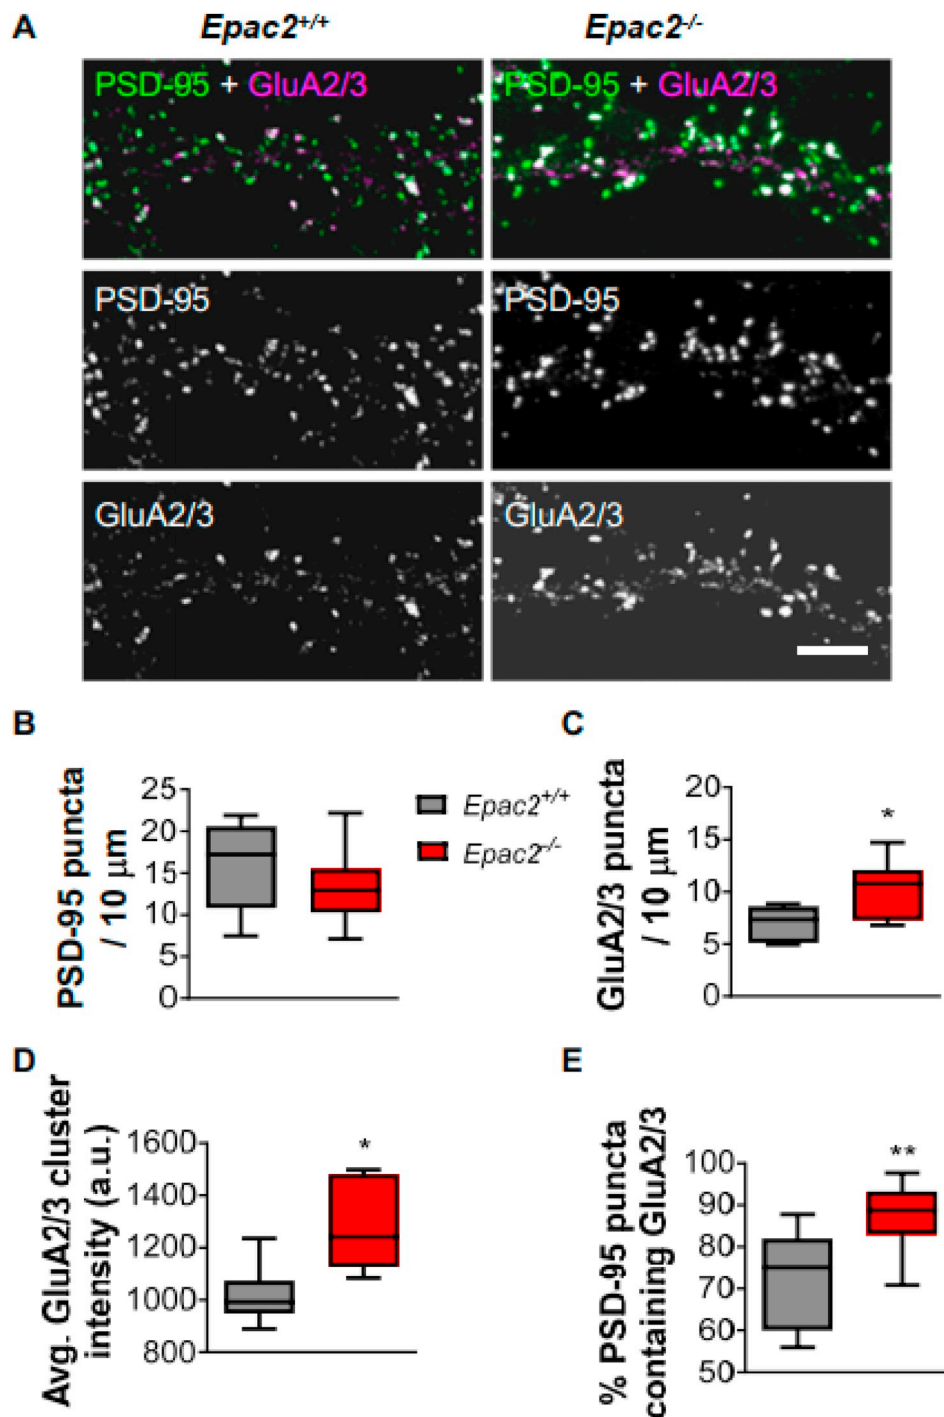 A
Epac2+/+
Epac2-/-
PSD-95 + GluA2/3
PSD-95 + GluA2/3
PSD-95
PSD-95
GluA2/3
GluA2/3
B
PSD-95 puncta
/ 10 μm
25
20
15
10
5
0
Epac2+/+
Epac2-/-
C
GluA2/3 puncta
/ 10 μm
20
15
10
5
0
*
D
Avg. GluA2/3 cluster
intensity (a.u.)
1600
1400
1200
1000
800
*
E
% PSD-95 puncta
containing GluA2/3
100
90
80
70
60
50
**